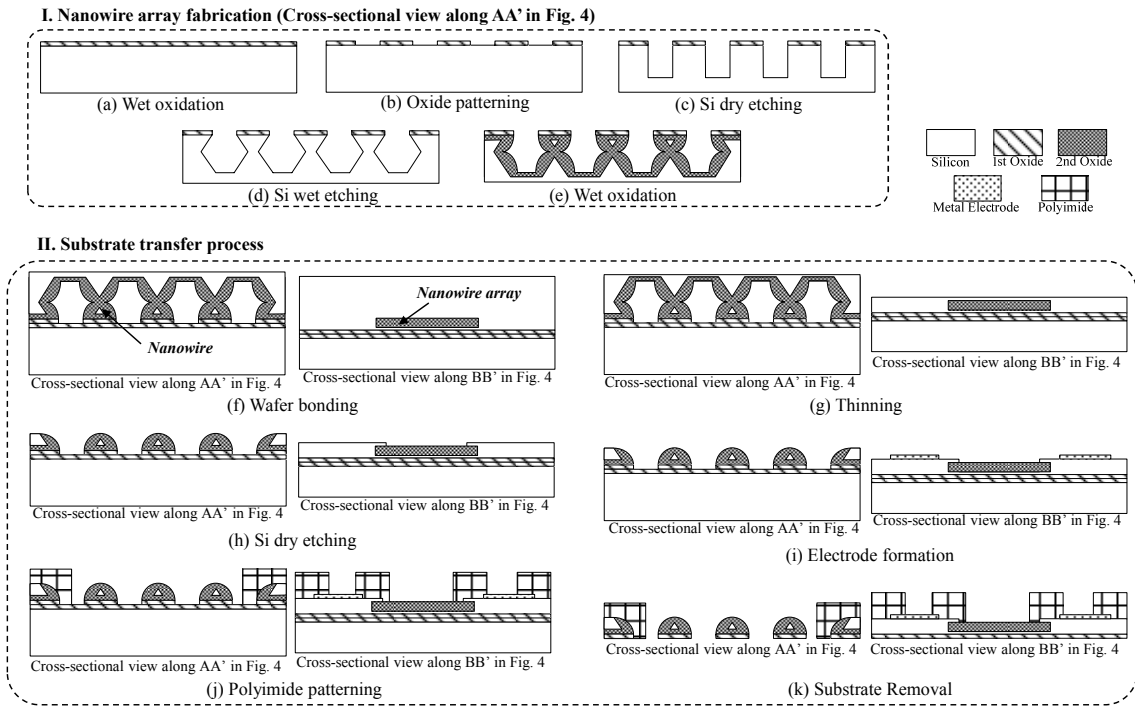 I. Nanowire array fabrication (Cross-sectional view along AA’ in Fig. 4)
(a) Wet oxidation
(b) Oxide patterning
(c) Si dry etching
(d) Si wet etching
(e) Wet oxidation
Silicon
1st Oxide
2nd Oxide
Metal Electrode
Polyimide
II. Substrate transfer process
Nanowire
Nanowire array
Cross-sectional view along AA’ in Fig. 4
Cross-sectional view along BB’ in Fig. 4
(f) Wafer bonding
Cross-sectional view along AA’ in Fig. 4
Cross-sectional view along BB’ in Fig. 4
(g) Thinning
Cross-sectional view along AA’ in Fig. 4
Cross-sectional view along BB’ in Fig. 4
(h) Si dry etching
Cross-sectional view along AA’ in Fig. 4
Cross-sectional view along BB’ in Fig. 4
(i) Electrode formation
Cross-sectional view along AA’ in Fig. 4
Cross-sectional view along BB’ in Fig. 4
(j) Polyimide patterning
Cross-sectional view along AA’ in Fig. 4
Cross-sectional view along BB’ in Fig. 4
(k) Substrate Removal